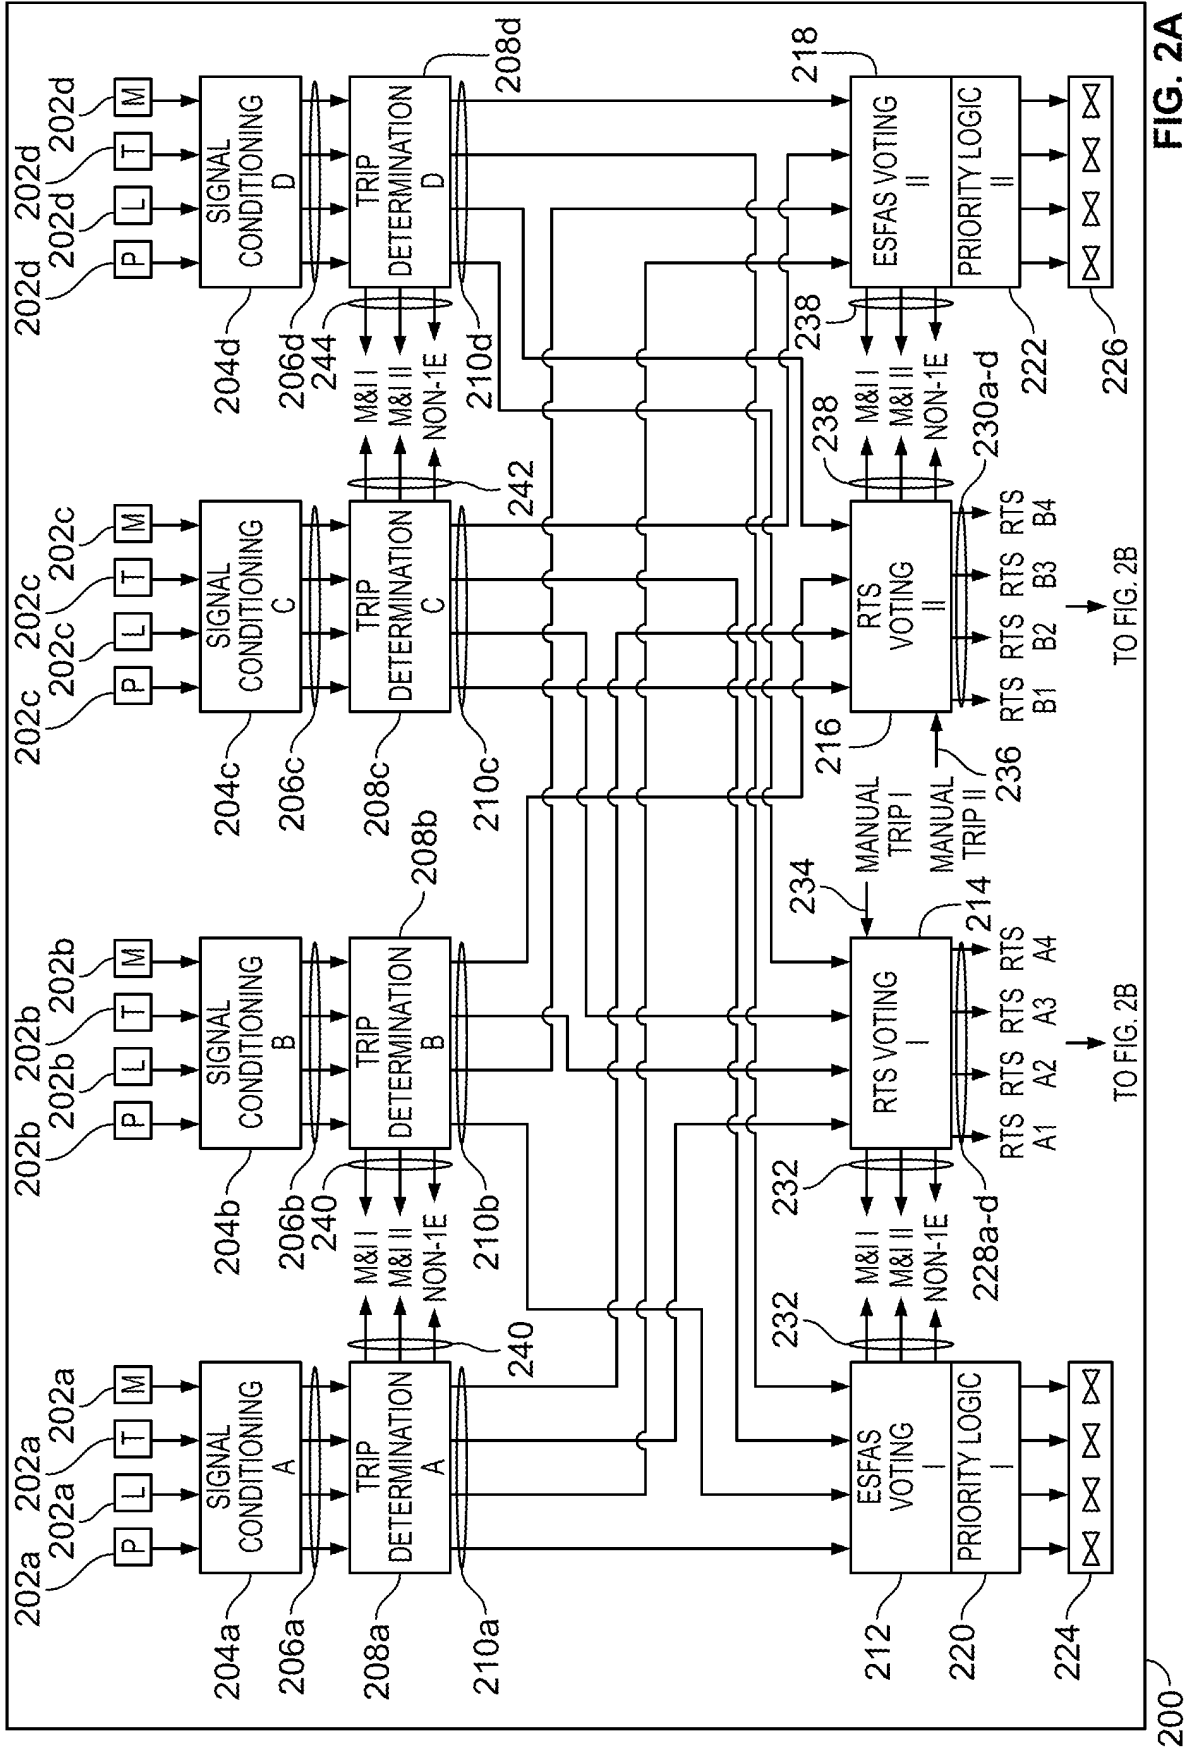 202a
202a
202a
202a
P
L
T
M
204a
SIGNAL
CONDITIONING
A
206a
208a
TRIP
DETERMINATION
A
210a
240
202b
202b
202b
202b
P
L
T
M
204b
SIGNAL
CONDITIONING
B
206b
240
M&I I
M&I II
NON-1E
TRIP
DETERMINATION
B
208b
210b
202c
202c
202c
202c
P
L
T
M
204c
SIGNAL
CONDITIONING
C
206c
208c
TRIP
DETERMINATION
C
210c
242
202d
202d
202d
202d
P
L
T
M
204d
SIGNAL
CONDITIONING
D
206d
244
M&I I
M&I II
NON-1E
TRIP
DETERMINATION
D
208d
210d
212
ESFAS
VOTING
I
220
PRIORITY LOGIC
I
224
232
M&I I
M&I II
NON-1E
232
RTS VOTING
I
214
234
228a-d
RTS
A1
RTS
A2
RTS
A3
RTS
A4
TO FIG. 2B
MANUAL
TRIP I
MANUAL
TRIP II
236
216
RTS
VOTING
II
238
M&I I
M&I II
NON-1E
230a-d
RTS
B1
RTS
B2
RTS
B3
RTS
B4
TO FIG. 2B
238
ESFAS VOTING
II
218
PRIORITY LOGIC
II
222
226
200
FIG. 2A